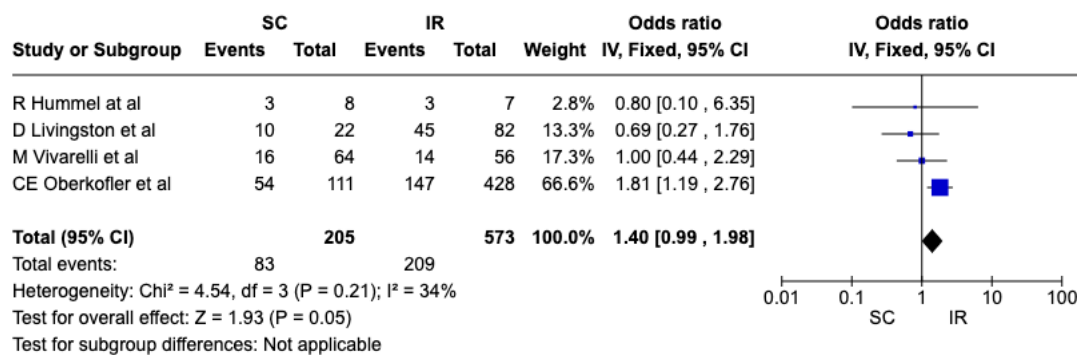 SC IR Odds ratio Odds ratio
Study or Subgroup Events Total Events Total Weight IV, Fixed, 95% CI IV, Fixed, 95% CI
R Hummel at al 3 8 3 7 2.8% 0.80 [0.10 , 6.35]
D Livingston et al 10 22 45 82 13.3% 0.69 [0.27 , 1.76]
M Vivarelli et al 16 64 14 56 17.3% 1.00 [0.44 , 2.29]
CE Oberkofler et al 54 111 147 428 66.6% 1.81 [1.19 , 2.76]
Total (95% CI) 205 573 100.0% 1.40 [0.99 , 1.98]
Total events: 83 209
Heterogeneity: Chi² = 4.54, df = 3 (P = 0.21); I² = 34%
Test for overall effect: Z = 1.93 (P = 0.05)
Test for subgroup differences: Not applicable
0.01 0.1 1 10 100
SC IR